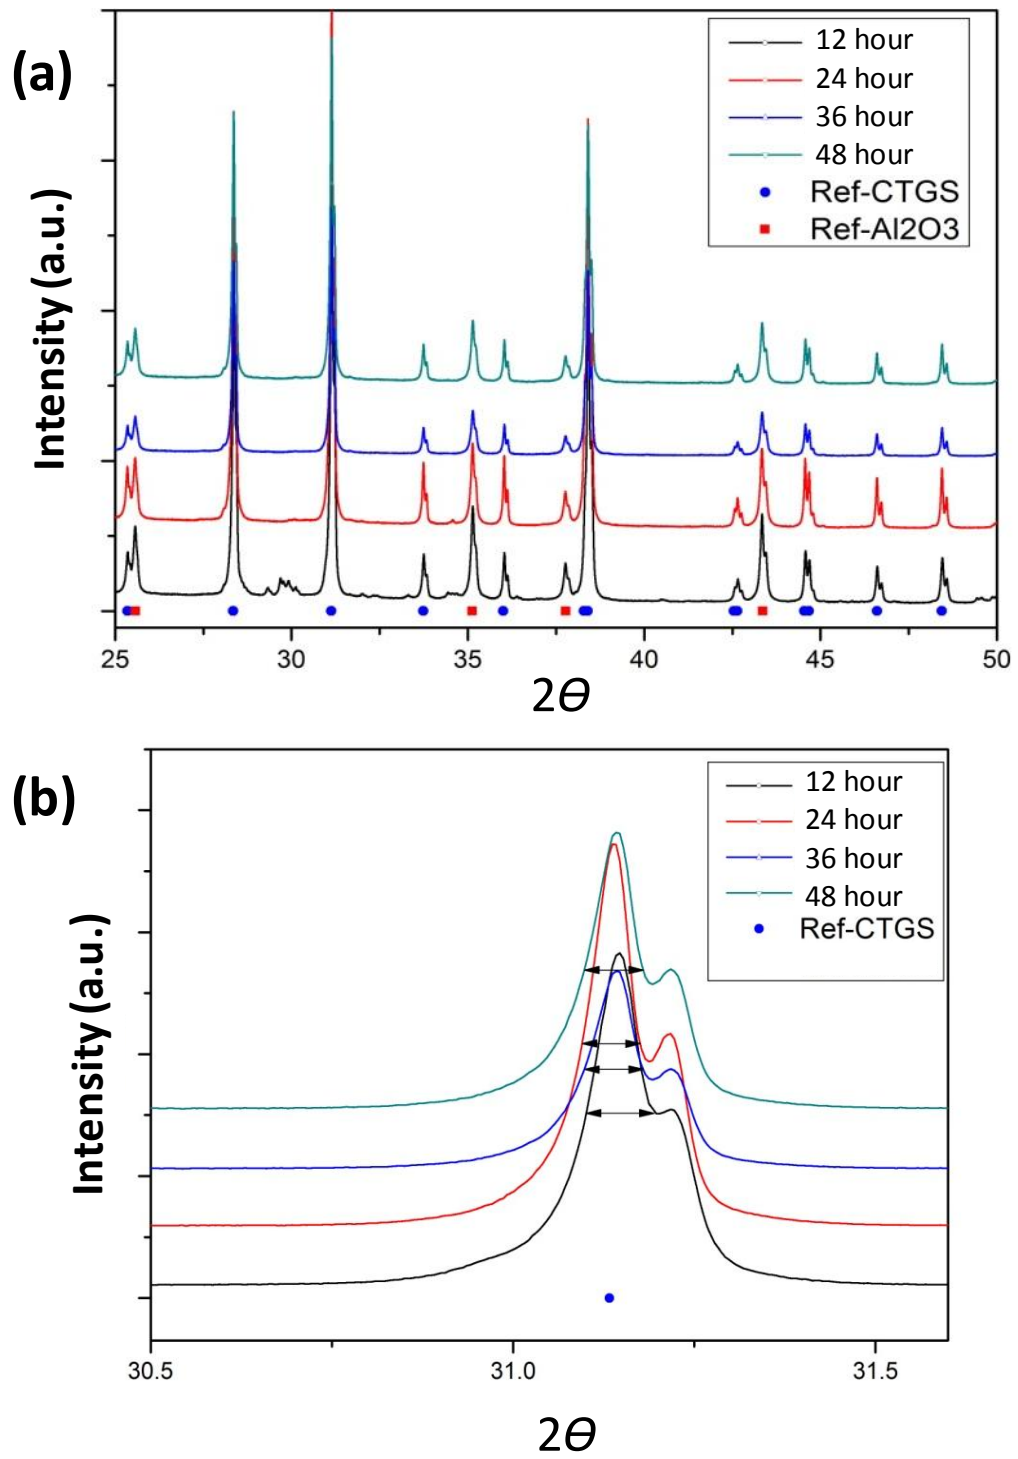 (a)
Intensity (a.u.)
12 hour
24 hour
36 hour
48 hour
Ref-CTGS
Ref-Al2O3
25 30 35 40 45 50
2Θ
(b)
Intensity (a.u.)
12 hour
24 hour
36 hour
48 hour
Ref-CTGS
30.5 31.0 31.5
2Θ